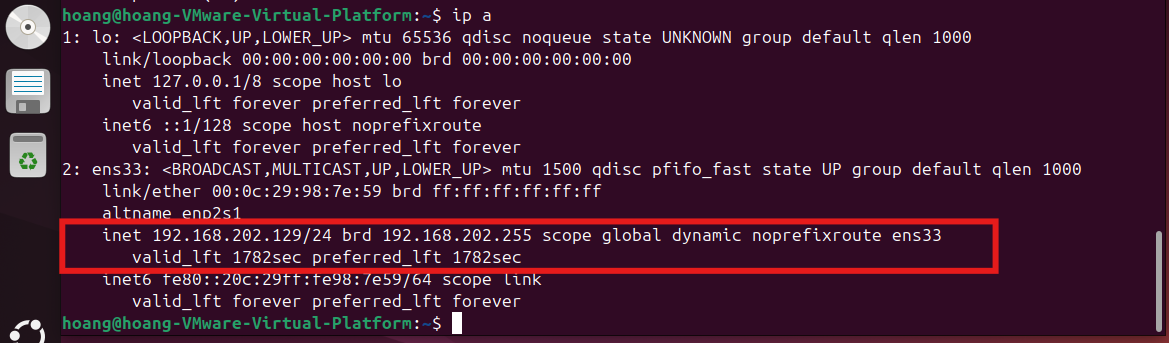 hoang@hoang-VMware-Virtual-Platform:~$ ip a
1: lo: <LOOPBACK,UP,LOWER_UP> mtu 65536 qdisc noqueue state UNKNOWN group default qlen 1000
    link/loopback 00:00:00:00:00:00 brd 00:00:00:00:00:00
    inet 127.0.0.1/8 scope host lo
       valid_lft forever preferred_lft forever
    inet6 ::1/128 scope host noprefixroute
       valid_lft forever preferred_lft forever
2: ens33: <BROADCAST,MULTICAST,UP,LOWER_UP> mtu 1500 qdisc pfifo_fast state UP group default qlen 1000
    link/ether 00:0c:29:98:7e:59 brd ff:ff:ff:ff:ff:ff
    altname enp2s1
    inet 192.168.202.129/24 brd 192.168.202.255 scope global dynamic noprefixroute ens33
       valid_lft 1782sec preferred_lft 1782sec
    inet6 fe80::20c:29ff:fe98:7e59/64 scope link
       valid_lft forever preferred_lft forever
hoang@hoang-VMware-Virtual-Platform:~$